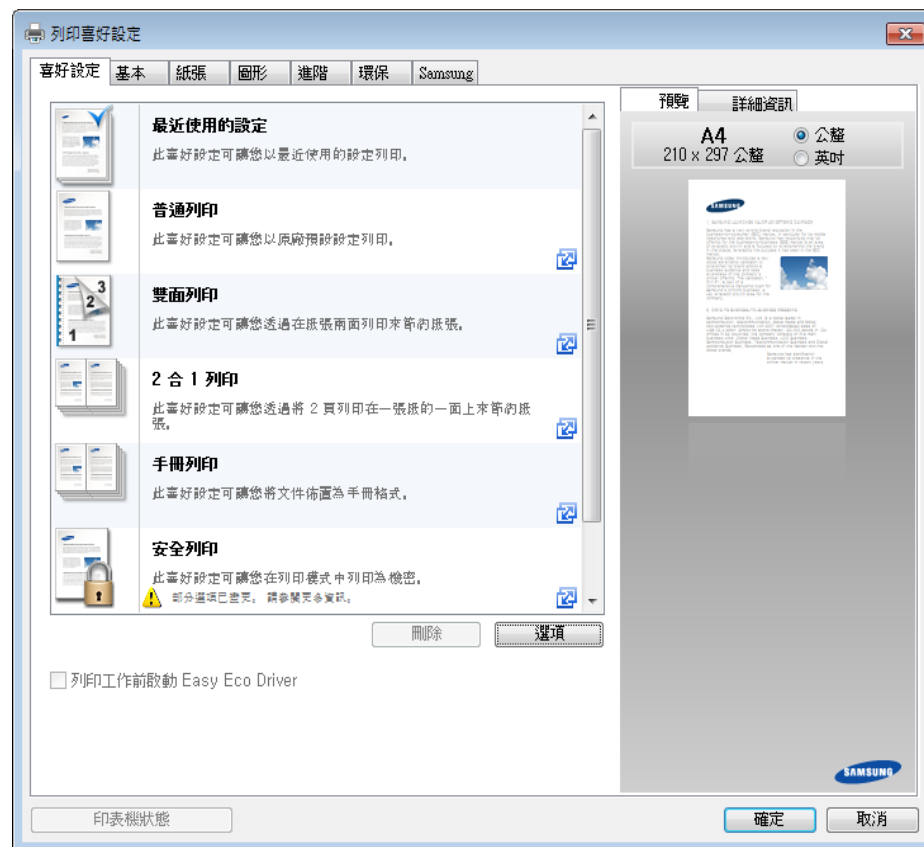 列印喜好設定
喜好設定 基本 紙張 圖形 進階 環保 Samsung
最近使用的設定
此喜好設定可讓您以最近使用的設定列印。
普通列印
此喜好設定可讓您以原廠預設設定列印。
雙面列印
此喜好設定可讓您透過在紙張兩面列印來節約紙張。
2 合 1 列印
此喜好設定可讓您透過將 2 頁列印在一張紙的一面上來節約紙
張。
手冊列印
此喜好設定可讓您將文件佈置為手冊格式。
安全列印
此喜好設定可讓您在列印模式中列印為機密。
部分選項已變更。 請參閱更多資訊。
刪除 選項
列印工作前啟動 Easy Eco Driver
預覽 詳細資訊
A4
210 x 297 公釐
公釐
英吋
SAMSUNG
SAMSUNG
印表機狀態 確定 取消